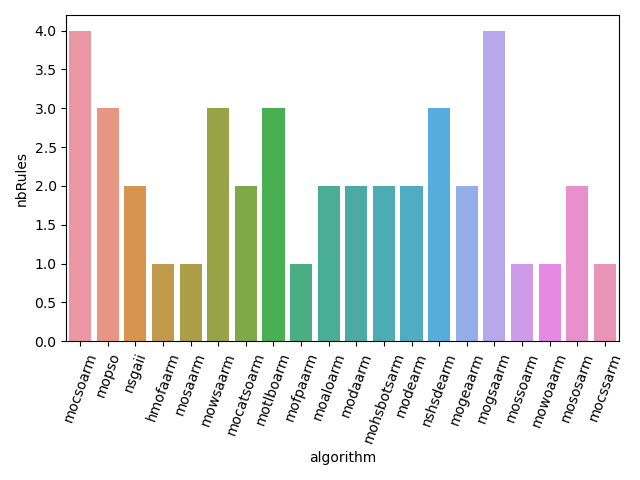 4.0
3.5
3.0
2.5
2.0
1.5
1.0
0.5
0.0
nbRules
mocsoarm
mopso
nsgaii
hmofaarm
mosaarm
mowsaarm
mocatsoarm
motlboarm
mofpaarm
moaloarm
modaarm
mohsbotsarm
modearm
nshsdearm
mogeaarm
mogsaarm
mossoarm
mowoaarm
mososarm
mocssarm
algorithm